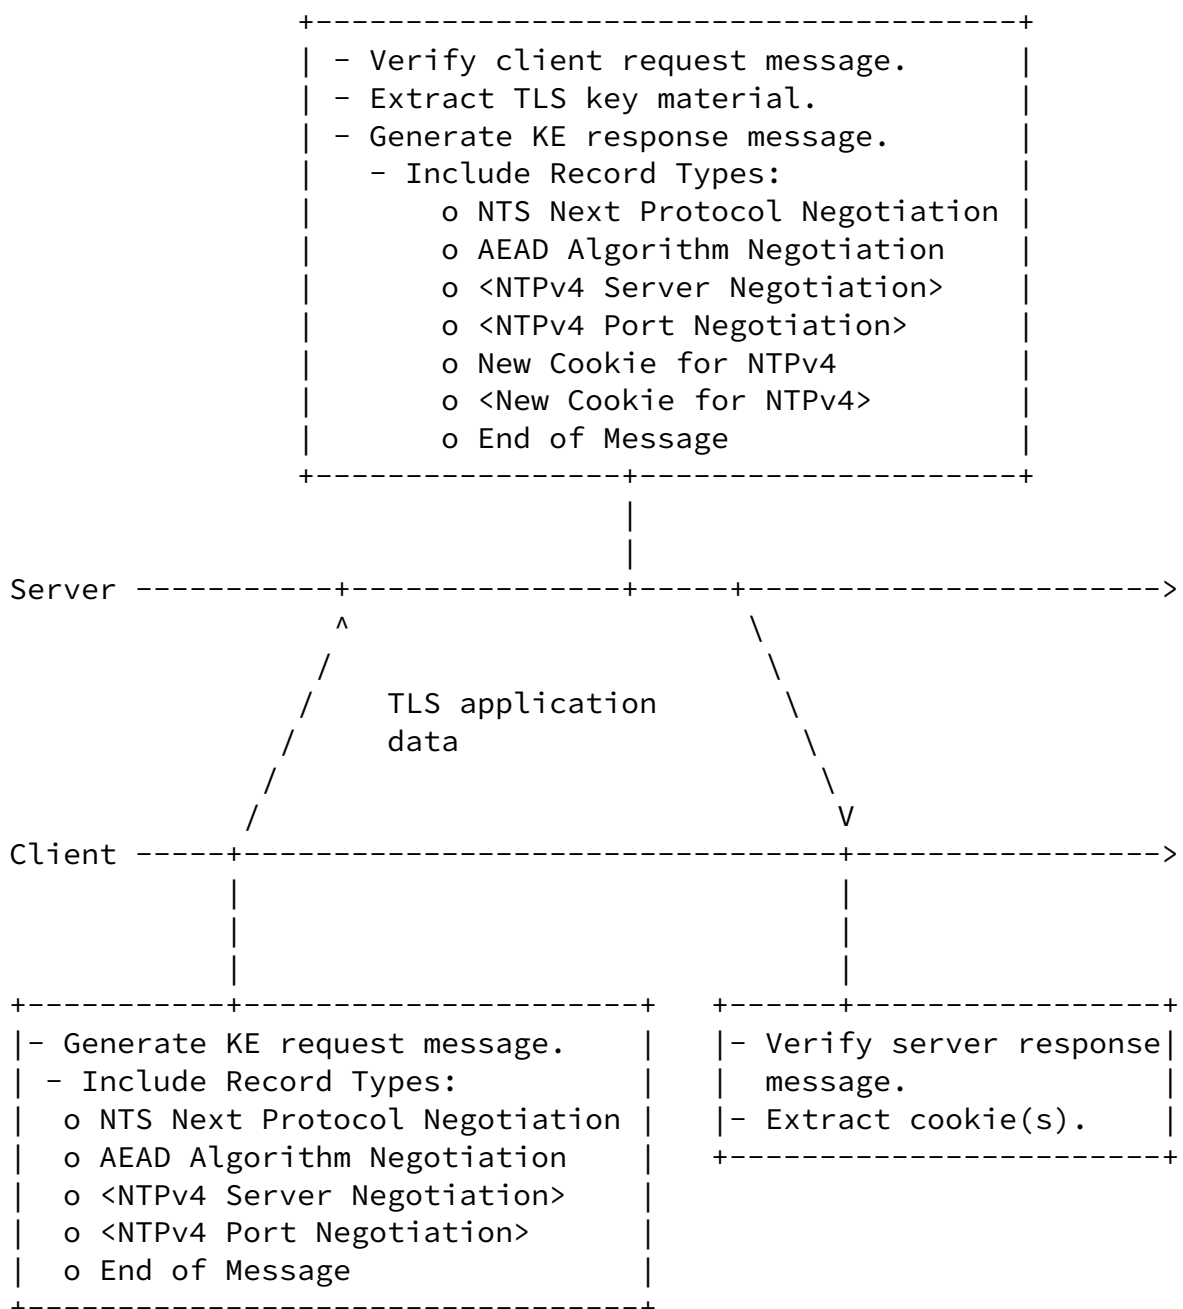 - Verify client request message.
- Extract TLS key material.
- Generate KE response message.
- Include Record Types:
o NTS Next Protocol Negotiation
o AEAD Algorithm Negotiation
o <NTPv4 Server Negotiation>
o <NTPv4 Port Negotiation>
o New Cookie for NTPv4
o <New Cookie for NTPv4>
o End of Message
Server
TLS application
data
Client
- Generate KE request message.
- Include Record Types:
o NTS Next Protocol Negotiation
o AEAD Algorithm Negotiation
o <NTPv4 Server Negotiation>
o <NTPv4 Port Negotiation>
o End of Message
- Verify server response
message.
- Extract cookie(s).